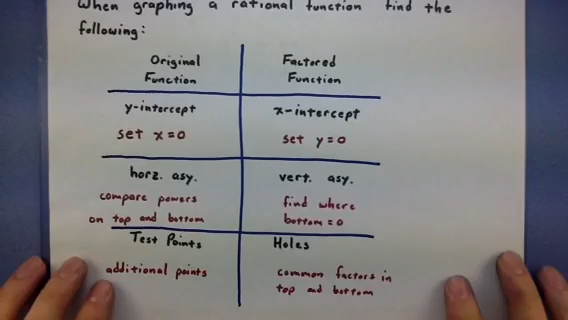 When graphing a rational function find the
following:
Original
Function
Factored
Function
y-intercept
set x=0
x-intercept
set y=0
horz. asy.
compare powers
on top and bottom
vert. asy.
find where
bottom = 0
Test Points
additional points
Holes
common factors in
top and bottom